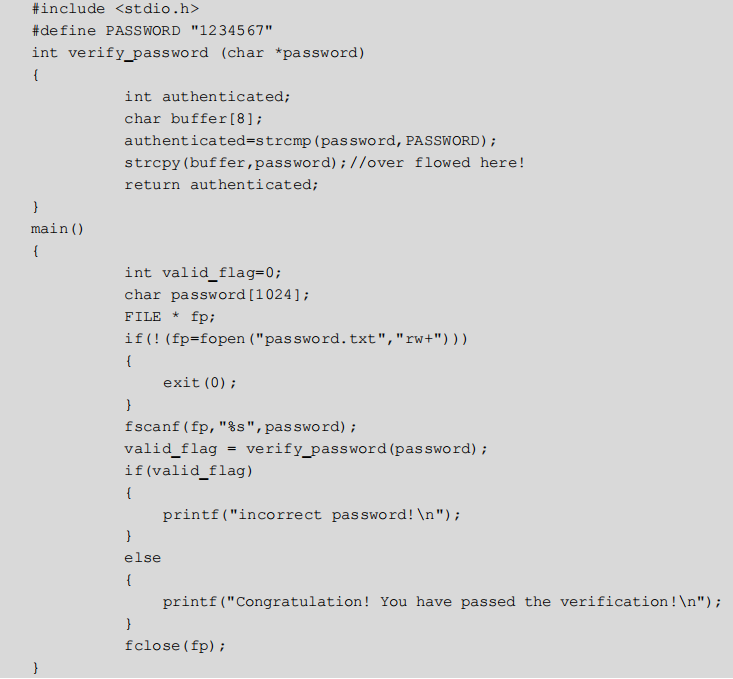 #include <stdio.h>
#define PASSWORD "1234567"
int verify_password (char *password)
{
int authenticated;
char buffer[8];
authenticated=strcmp(password,PASSWORD);
strcpy(buffer,password);//over flowed here!
return authenticated;
}
main()
{
int valid_flag=0;
char password[1024];
FILE * fp;
if(!(fp=fopen("password.txt","rw+")))
{
exit(0);
}
fscanf(fp,"%s",password);
valid_flag = verify_password(password);
if(valid_flag)
{
printf("incorrect password!\n");
}
else
{
printf("Congratulation! You have passed the verification!\n");
}
fclose(fp);
}